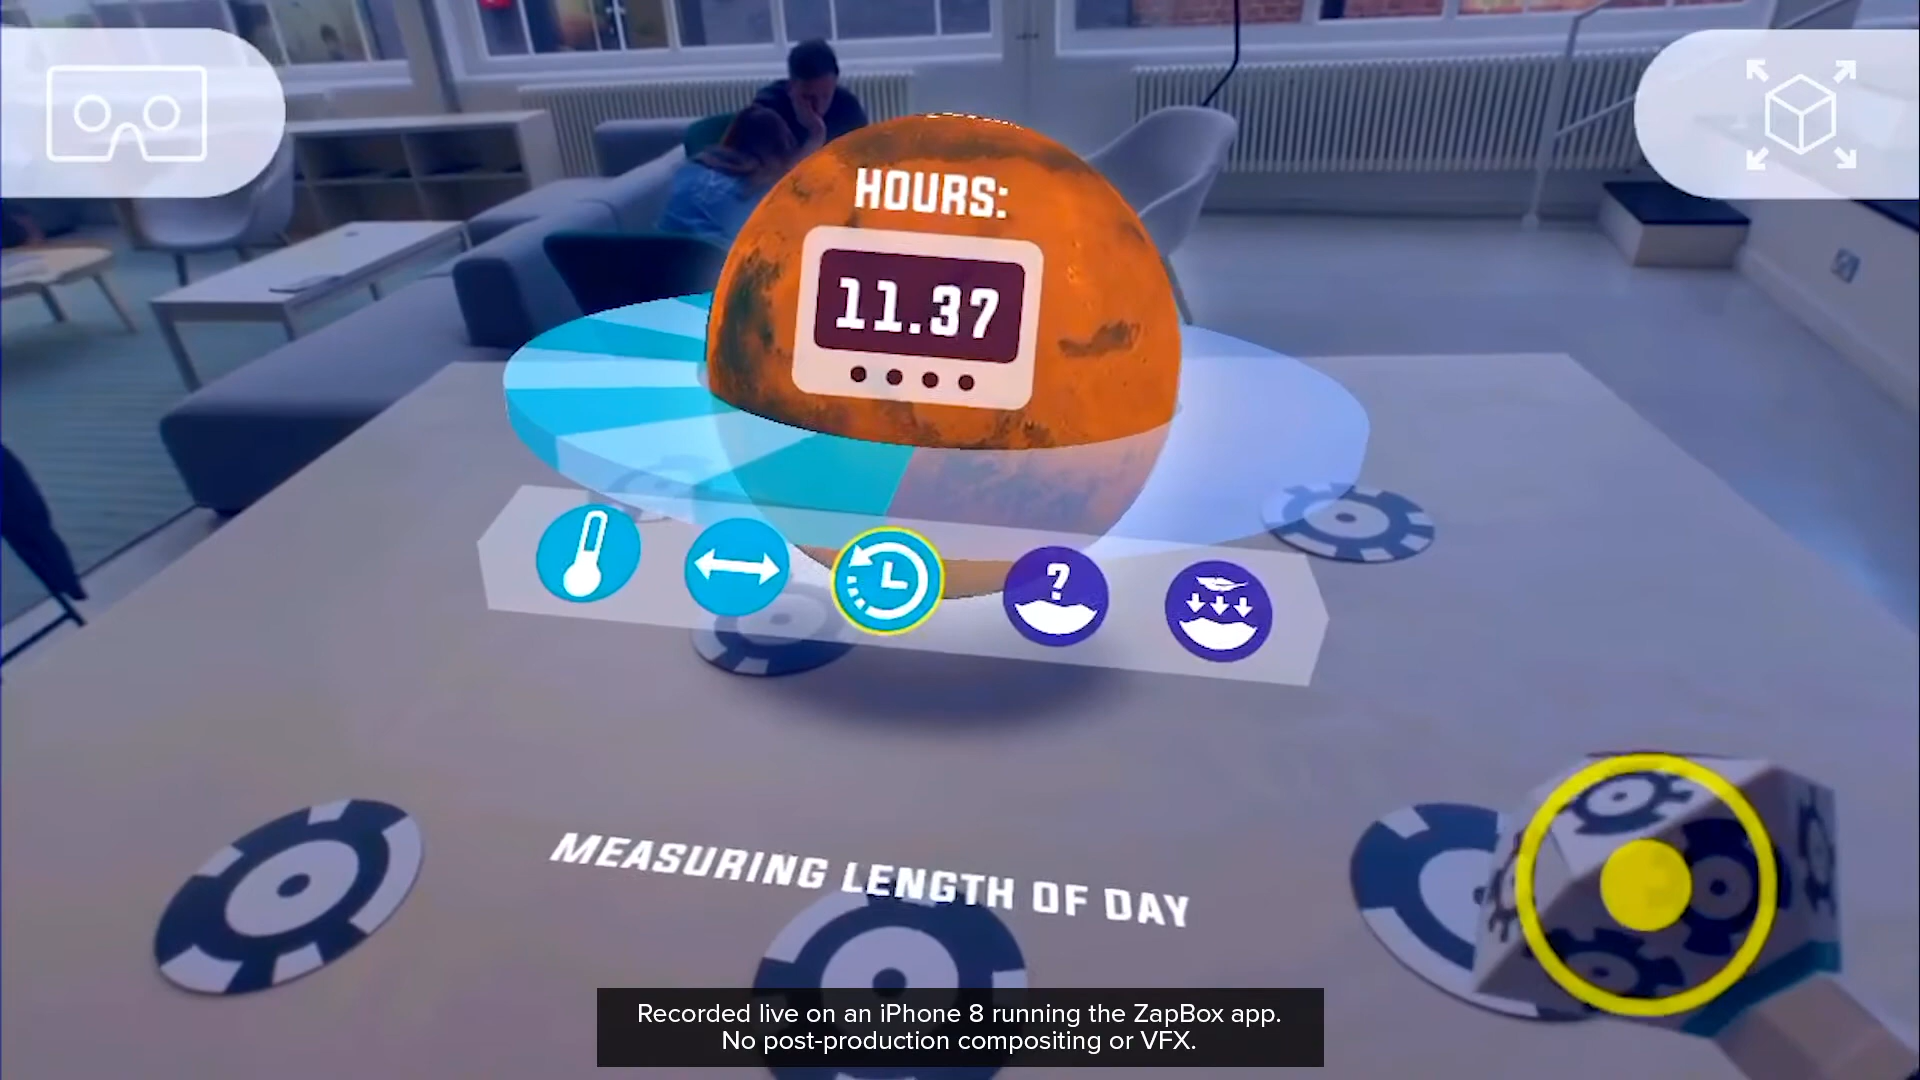 HOURS:
11.37
?
MEASURING LENGTH OF DAY
Recorded live on an iPhone 8 running the ZapBox app.
No post-production compositing or VFX.